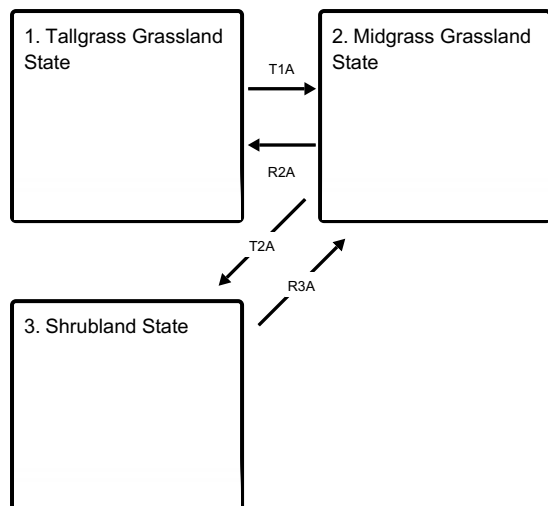 1. Tallgrass Grassland
State
2. Midgrass Grassland
State
T1A
R2A
T2A
R3A
3. Shrubland State